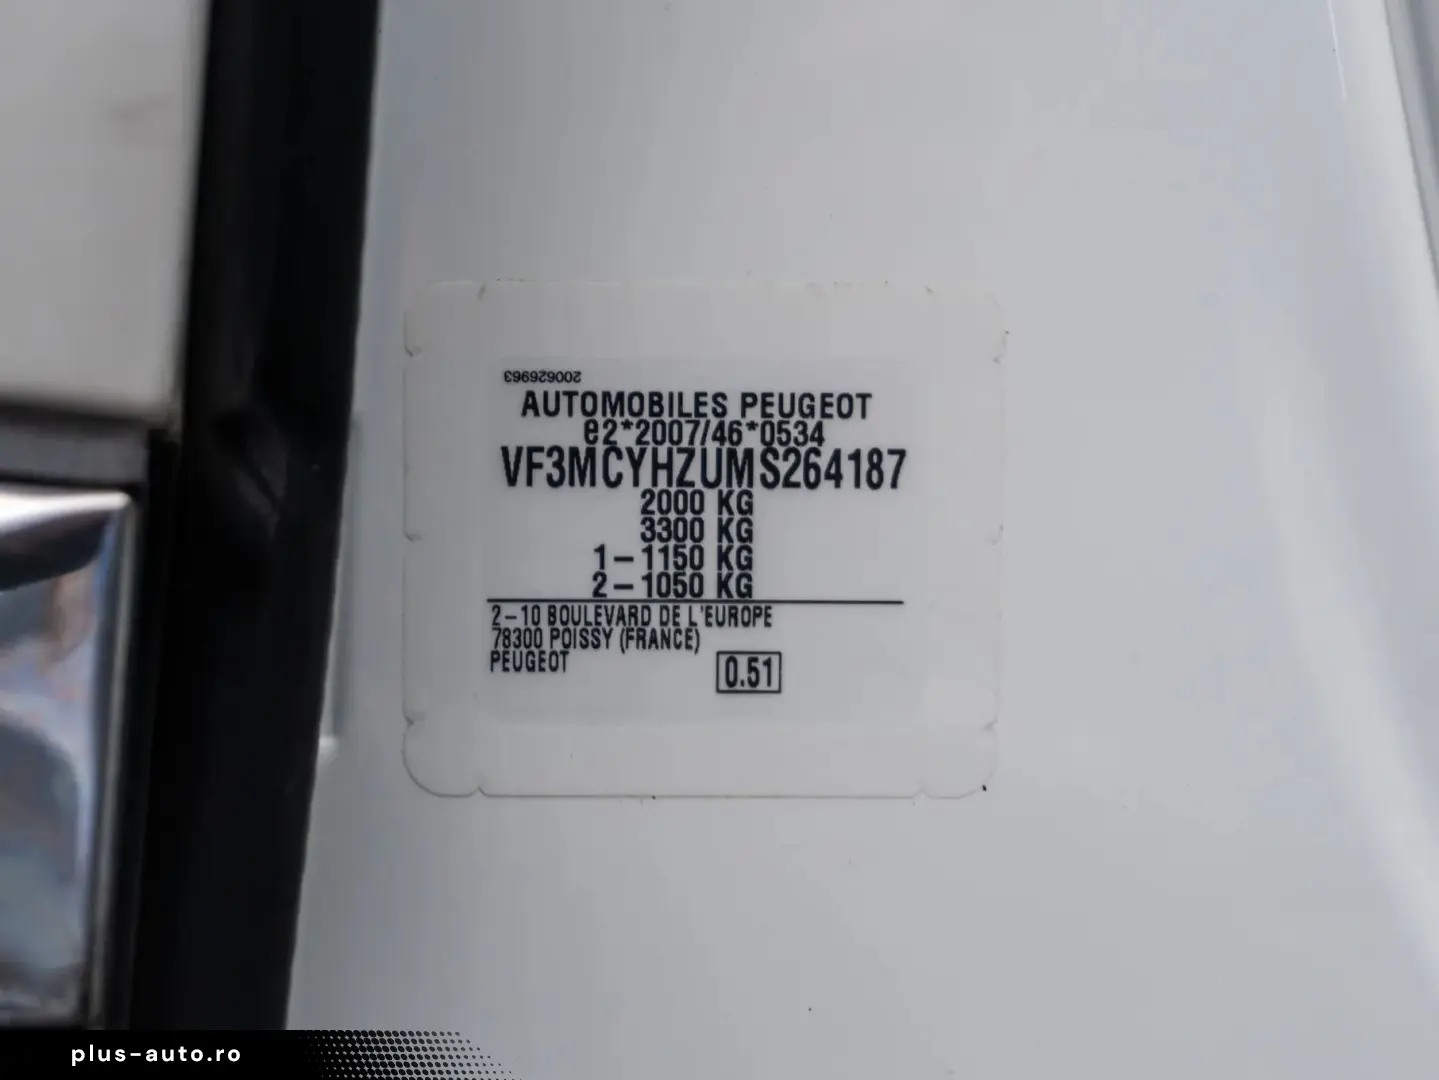 200626963
AUTOMOBILES PEUGEOT
e2*2007/46*0534
VF3MCYHZUMS264187
2000 KG
3300 KG
1-1150 KG
2-1050 KG
2-10 BOULEVARD DE L'EUROPE
78300 POISSY (FRANCE)
PEUGEOT
0.51
plus-auto.ro